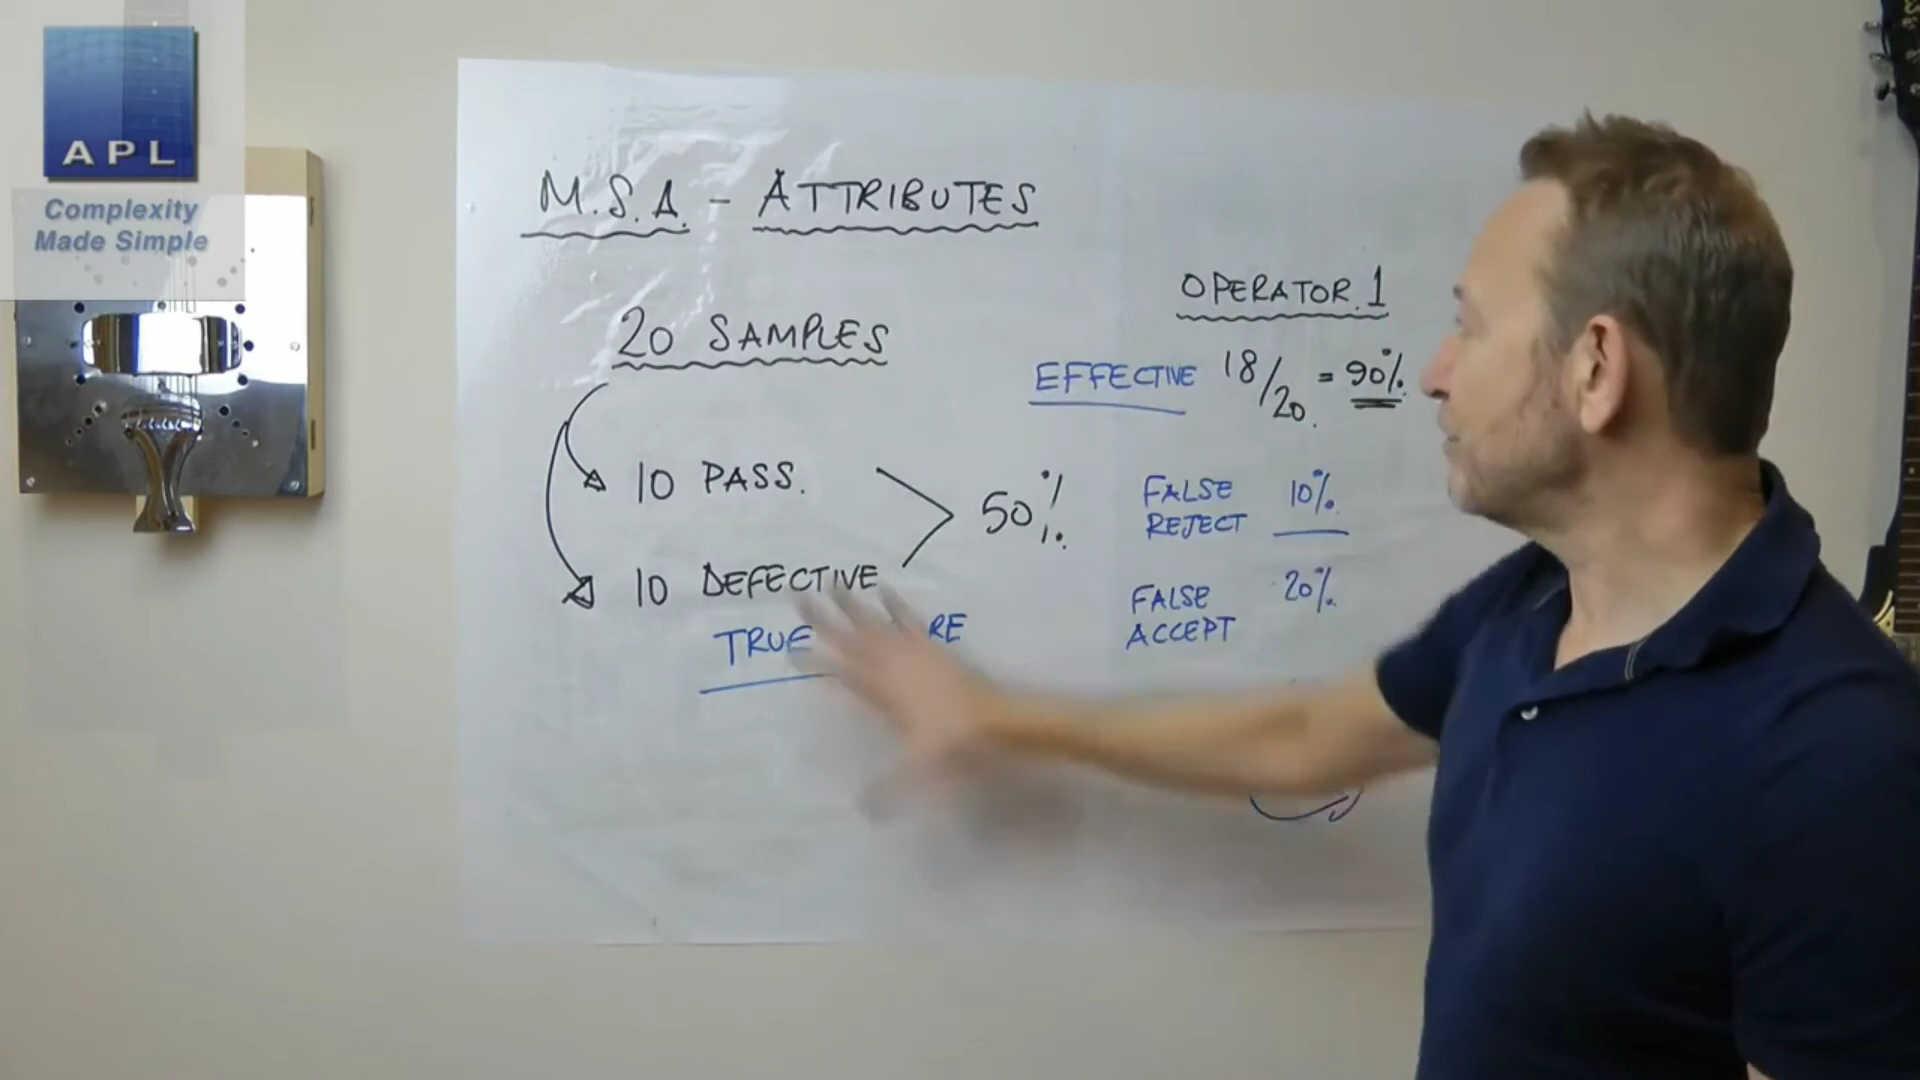 APL
Complexity
Made Simple
M.S.A. - ATTRIBUTES
20 SAMPLES
10 PASS.
10 DEFECTIVE
50%
TRUE
OPERATOR.1
EFFECTIVE 18/20 = 90%
FALSE
REJECT 10%
FALSE
ACCEPT 20%